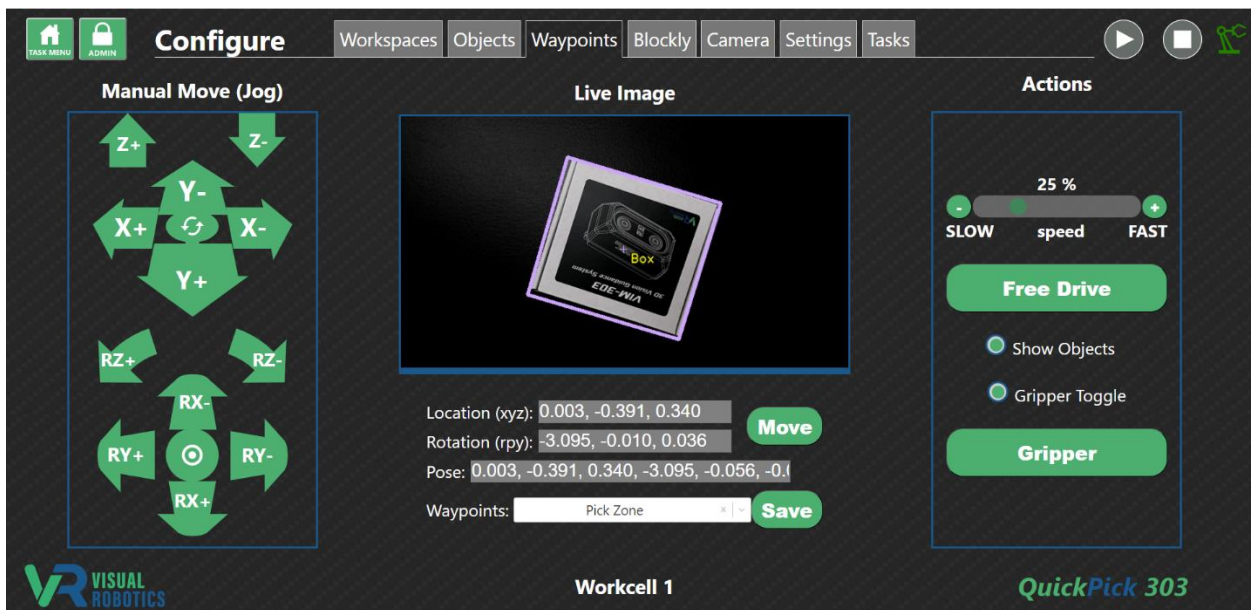 TASK MENU
ADMIN
Configure
Workspaces Objects Waypoints Blockly Camera Settings Tasks
Manual Move (Jog)
Z+ Z-
Y-
X+ X-
Y+
RZ+ RZ-
RX-
RY+ RY-
RX+
Live Image
Box
3D Vision Guidance System
VIM-303
Location (xyz): 0.003, -0.391, 0.340
Rotation (rpy): -3.095, -0.010, 0.036
Move
Pose: 0.003, -0.391, 0.340, -3.095, -0.056, -0.0
Waypoints: Pick Zone
Save
Actions
25 %
- +
SLOW speed FAST
Free Drive
Show Objects
Gripper Toggle
Gripper
VR VISUAL
ROBOTICS
Workcell 1
QuickPick 303